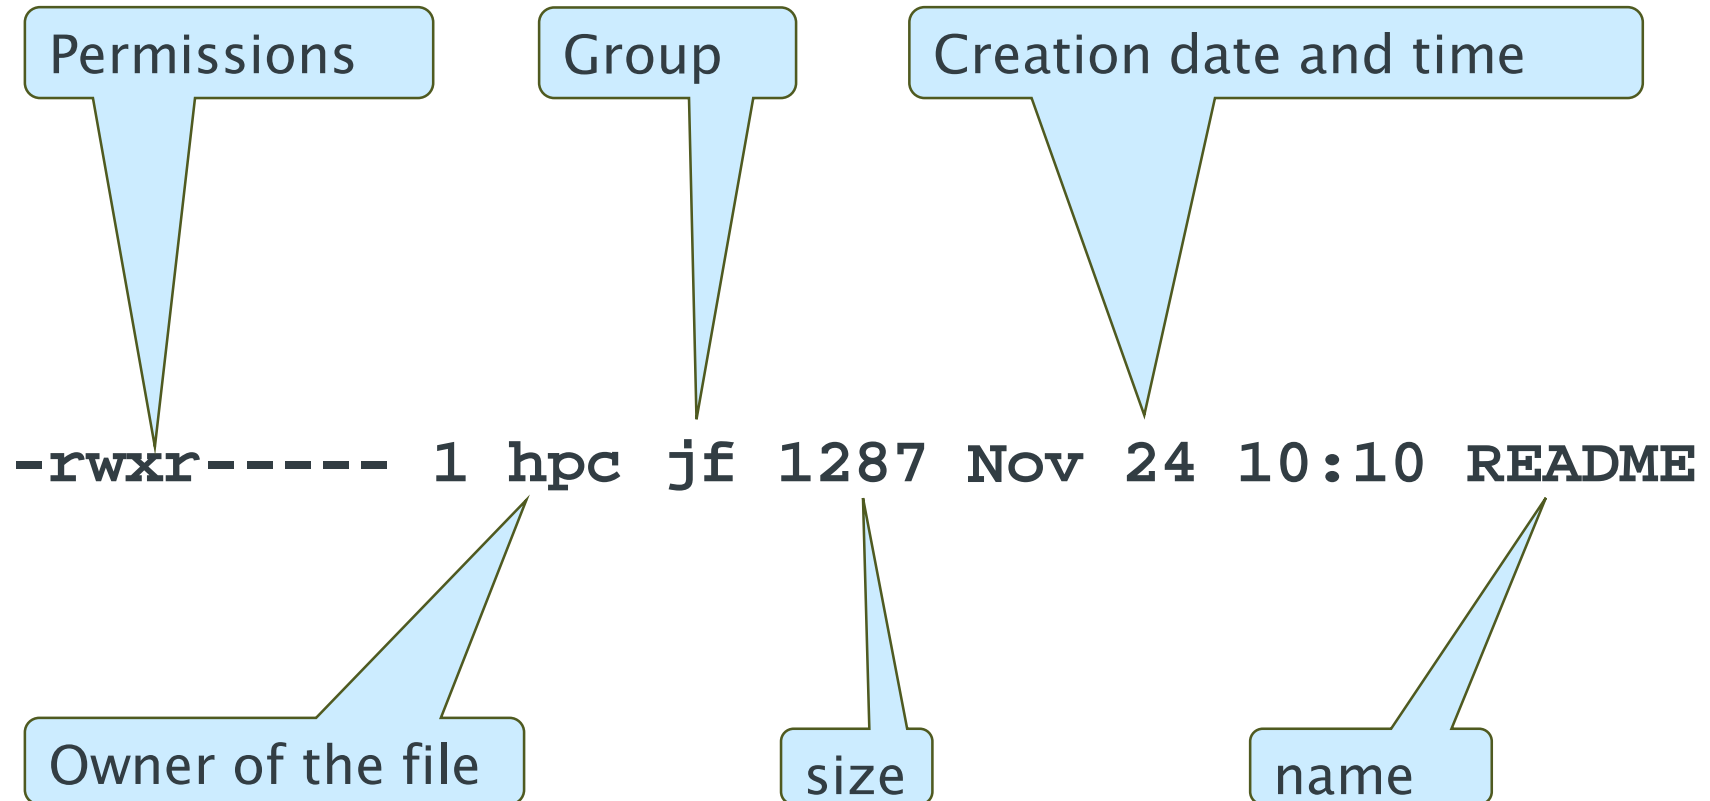 Permissions
Group
Creation date and time
-rwxr----- 1 hpc jf 1287 Nov 24 10:10 README
Owner of the file
size
name